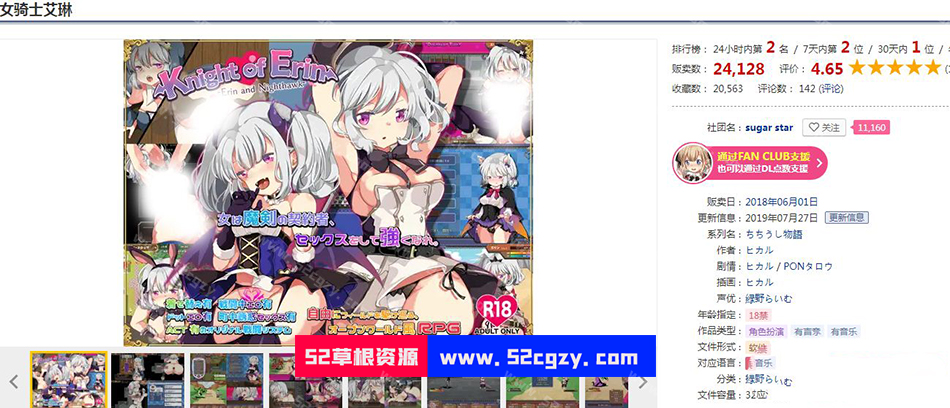 女骑士艾琳
Knight of Erin
Erin and Nighthawk
女は魔剣の契約者、
セックスをして強くなれ。
自由にフィールドを駆け巡る、
オープンワールド風RPG
R18
ADULT ONLY
52草根资源 www.52cgzy.com
排行榜： 24小时内第 2 名 / 7天内第 2 位 / 30天内 1 位 /
贩卖数： 24,128 评价： 4.65 ★★★★★
收藏数： 20,563 评论数： 142 (评论)
社团名： sugar star ♡ 关注 11,160
通过FAN CLUB支援
也可以通过DL点数支援
贩卖日： 2018年06月01日
更新信息： 2019年07月27日 更新信息
系列名： ちちうし物語
作者： ヒカル
剧情： ヒカル / PONタロウ
插画： ヒカル
声优： 緑野らいむ
年龄指定： 18禁
作品类型： 角色扮演 有音乐
文件形式： 软件
对应语言： 音乐
分类： 緑野らいむ
文件容量：